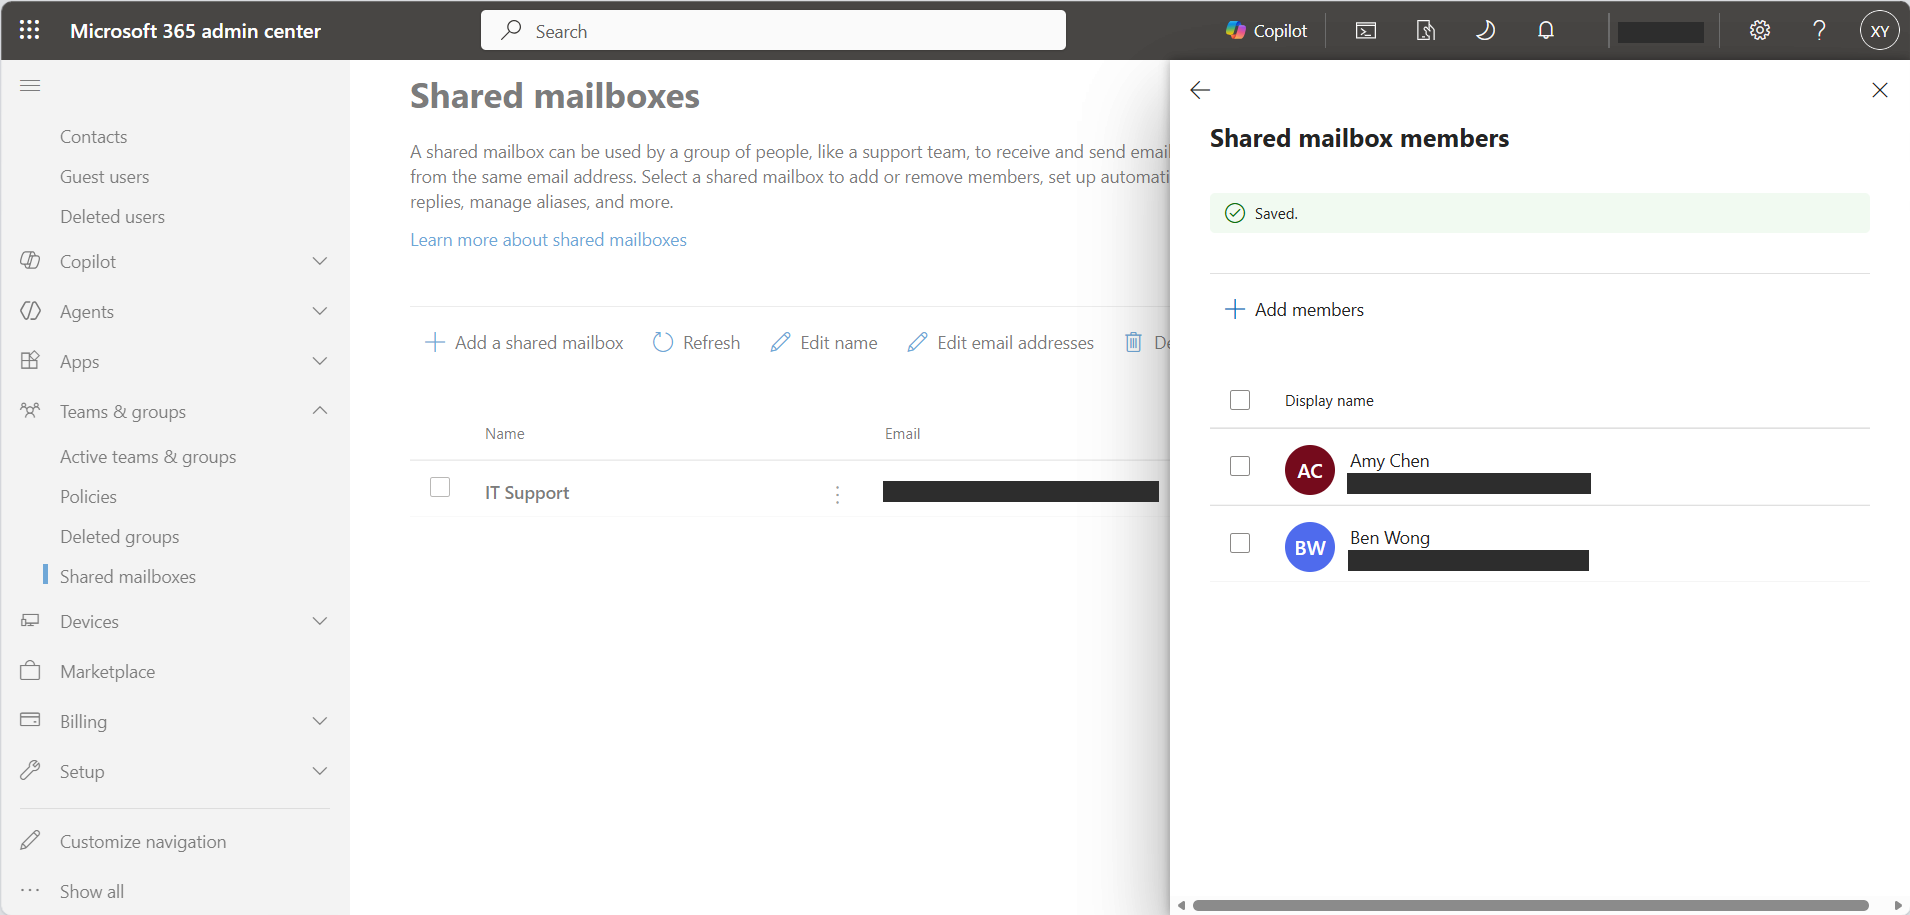 Microsoft 365 admin center
Search
Copilot
XY
Contacts
Guest users
Deleted users
Copilot
Agents
Apps
Teams & groups
Active teams & groups
Policies
Deleted groups
Shared mailboxes
Devices
Marketplace
Billing
Setup
Customize navigation
Show all
Shared mailboxes
A shared mailbox can be used by a group of people, like a support team, to receive and send email
from the same email address. Select a shared mailbox to add or remove members, set up automati
replies, manage aliases, and more.
Learn more about shared mailboxes
Add a shared mailbox Refresh Edit name Edit email addresses De
Name Email
IT Support
Shared mailbox members
Saved.
Add members
Display name
AC Amy Chen
BW Ben Wong